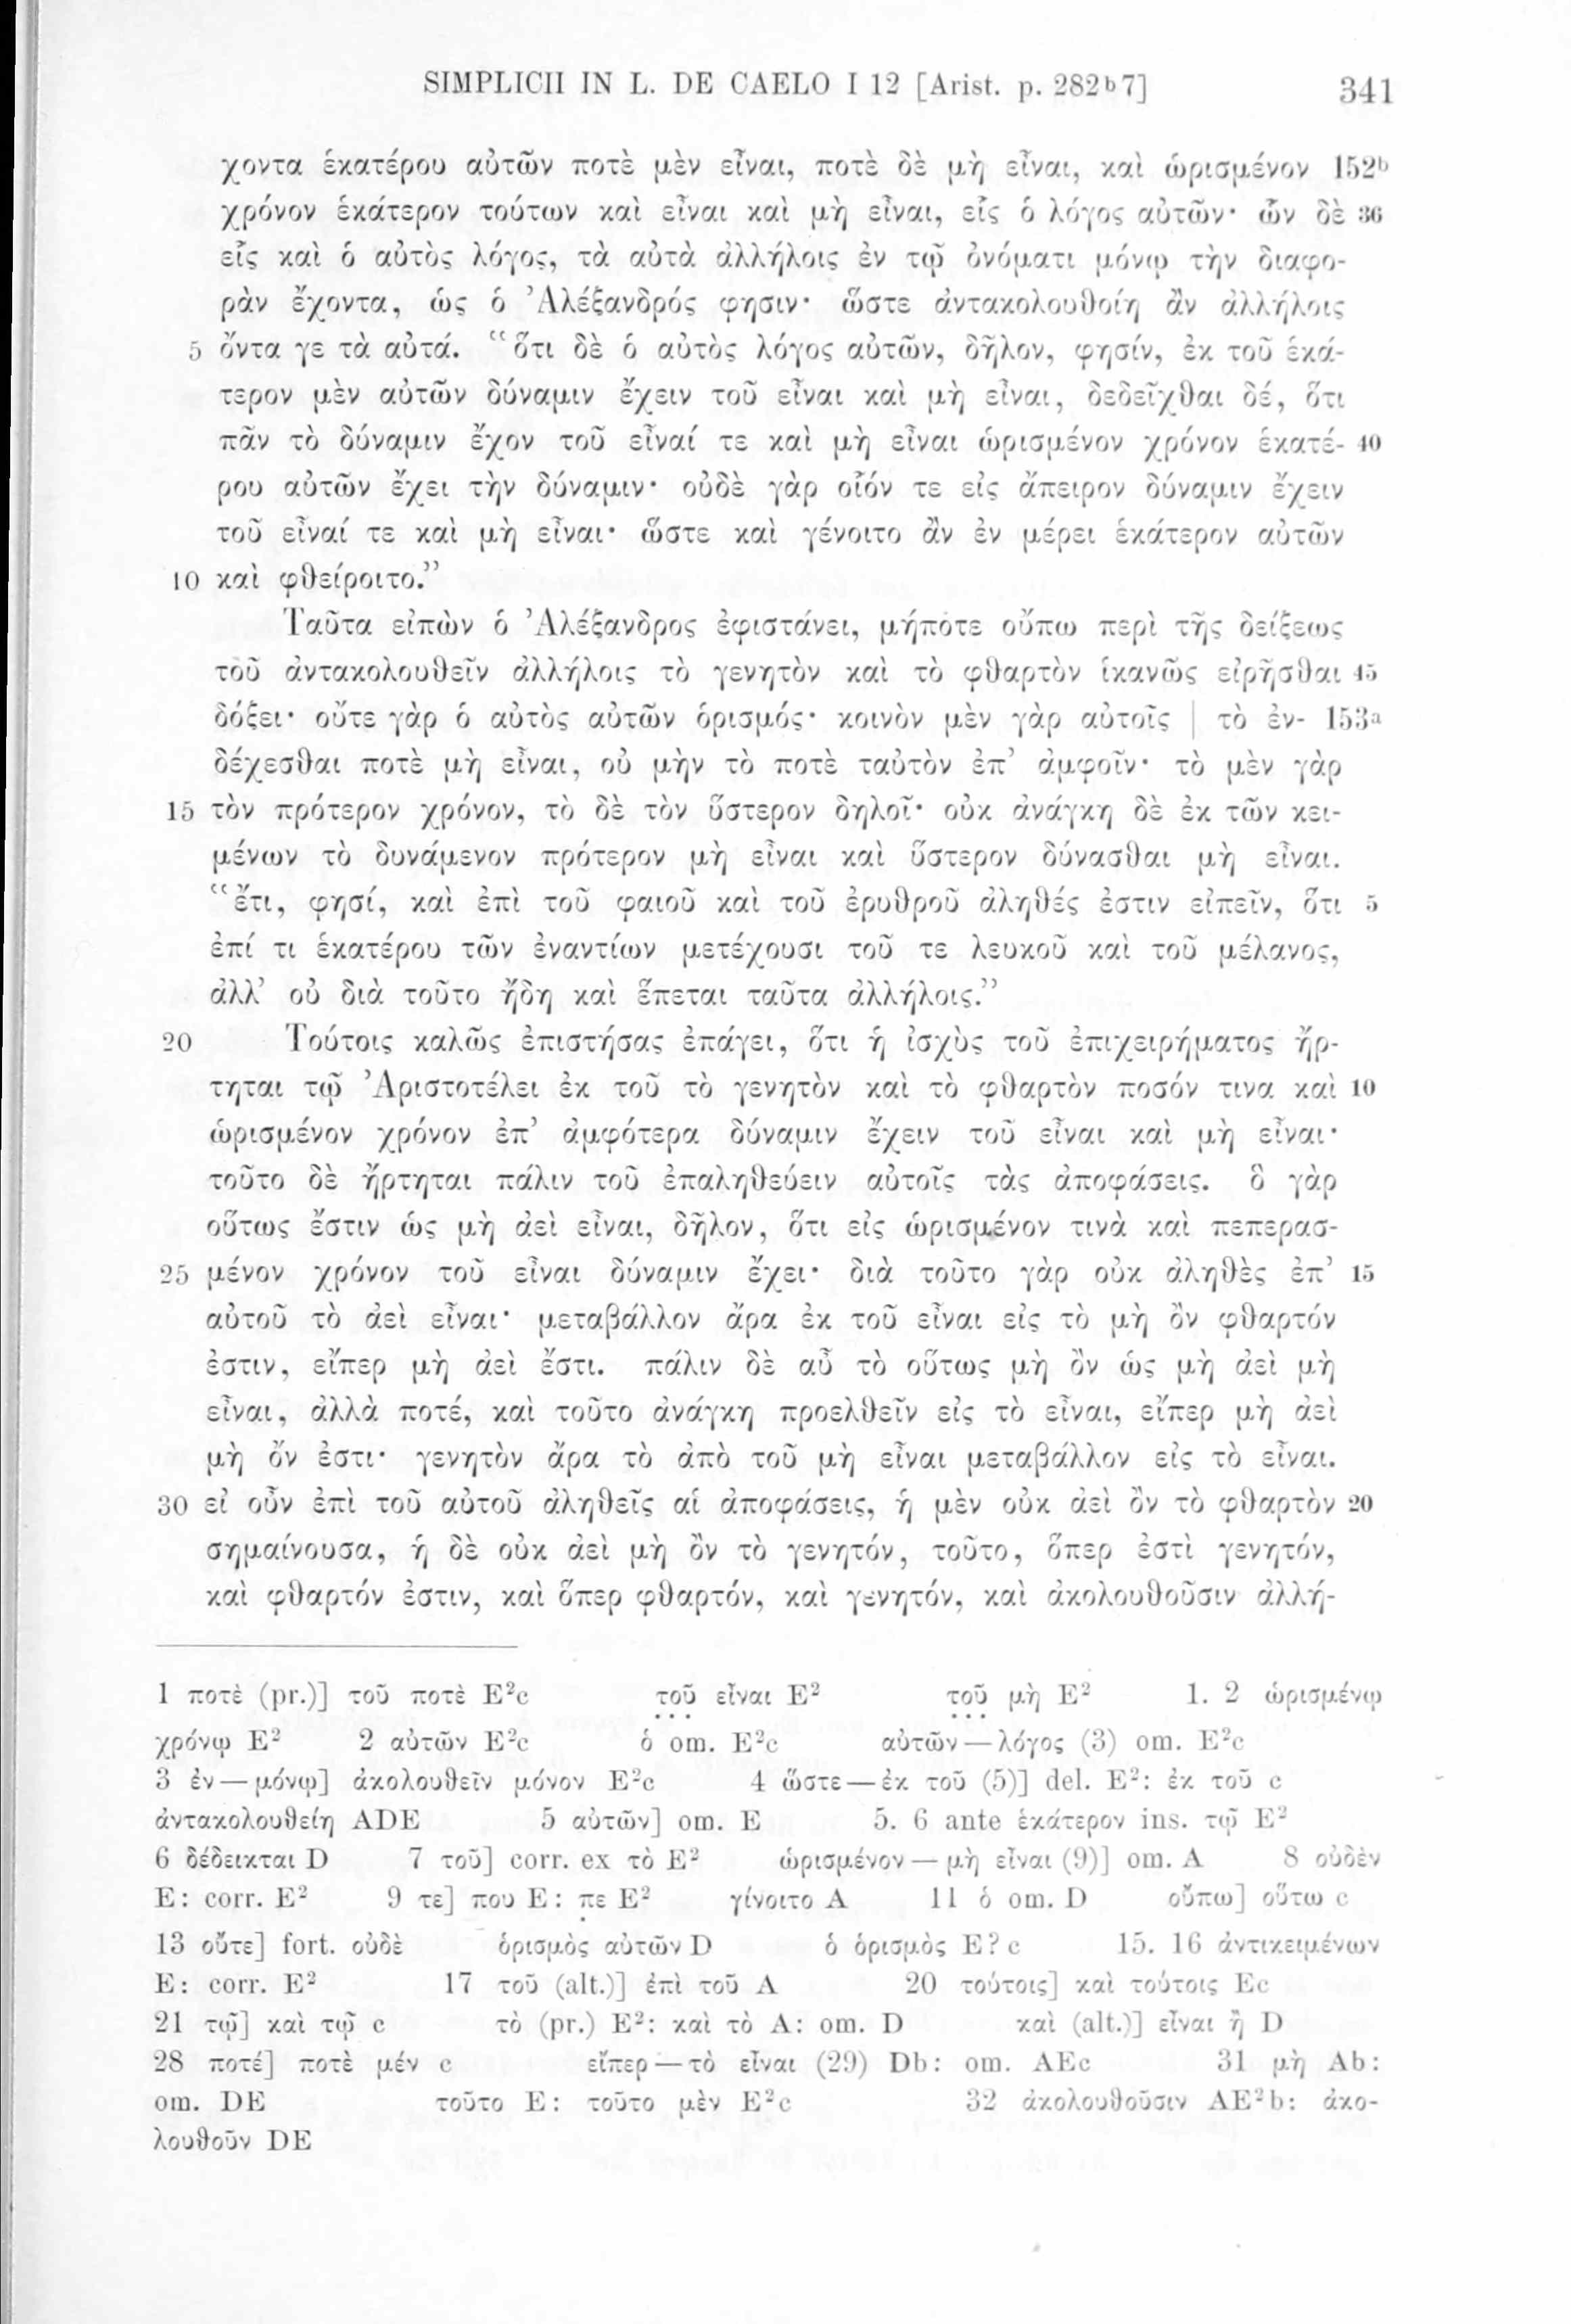 SIMPLICII IN L. DE CAELO I 12 [Arist. p. 282ᵇ7] 341
χοντα ἑκατέρου αὐτῶν ποτὲ μὲν εἶναι, ποτὲ δὲ μὴ εἶναι, καὶ ὡρισμένον 152ᵇ
χρόνον ἑκάτερον τούτων καὶ εἶναι καὶ μὴ εἶναι, εἷς ὁ λόγος αὐτῶν· ὧν δὲ 36
εἷς καὶ ὁ αὐτὸς λόγος, τὰ αὐτὰ ἀλλήλοις ἐν τῷ ὀνόματι μόνῳ τὴν διαφο-
ρὰν ἔχοντα, ὡς ὁ Ἀλέξανδρός φησιν· ὥστε ἀντακολουθοίη ἂν ἀλλήλοις
5 ὄντα γε τὰ αὐτά. “ὅτι δὲ ὁ αὐτὸς λόγος αὐτῶν, δῆλον, φησίν, ἐκ τοῦ ἑκά-
τερον μὲν αὐτῶν δύναμιν ἔχειν τοῦ εἶναι καὶ μὴ εἶναι, δεδεῖχθαι δέ, ὅτι
πᾶν τὸ δύναμιν ἔχον τοῦ εἶναί τε καὶ μὴ εἶναι ὡρισμένον χρόνον ἑκατέ- 40
ρου αὐτῶν ἔχει τὴν δύναμιν· οὐδὲ γὰρ οἷόν τε εἰς ἄπειρον δύναμιν ἔχειν
τοῦ εἶναί τε καὶ μὴ εἶναι· ὥστε καὶ γένοιτο ἂν ἐν μέρει ἑκάτερον αὐτῶν
10 καὶ φθείροιτο.”
Ταῦτα εἰπὼν ὁ Ἀλέξανδρος ἐφιστάνει, μήποτε οὔπω περὶ τῆς δείξεως
τοῦ ἀντακολουθεῖν ἀλλήλοις τὸ γενητὸν καὶ τὸ φθαρτὸν ἱκανῶς εἰρῆσθαι 45
δόξει· οὔτε γὰρ ὁ αὐτὸς αὐτῶν ὁρισμός· κοινὸν μὲν γὰρ αὐτοῖς | τὸ ἐν- 153ᵃ
δέχεσθαι ποτὲ μὴ εἶναι, οὐ μὴν τὸ ποτὲ ταὐτὸν ἐπ’ ἀμφοῖν· τὸ μὲν γὰρ
15 τὸν πρότερον χρόνον, τὸ δὲ τὸν ὕστερον δηλοῖ· οὐκ ἀνάγκη δὲ ἐκ τῶν κει-
μένων τὸ δυνάμενον πρότερον μὴ εἶναι καὶ ὕστερον δύνασθαι μὴ εἶναι.
“ἔτι, φησί, καὶ ἐπὶ τοῦ φαιοῦ καὶ τοῦ ἐρυθροῦ ἀληθές ἐστιν εἰπεῖν, ὅτι 5
ἐπί τι ἑκατέρου τῶν ἐναντίων μετέχουσι τοῦ τε λευκοῦ καὶ τοῦ μέλανος,
ἀλλ’ οὐ διὰ τοῦτο ἤδη καὶ ἕπεται ταῦτα ἀλλήλοις.”
20 Τούτοις καλῶς ἐπιστήσας ἐπάγει, ὅτι ἡ ἰσχὺς τοῦ ἐπιχειρήματος ἤρ-
τηται τῷ Ἀριστοτέλει ἐκ τοῦ τὸ γενητὸν καὶ τὸ φθαρτὸν ποσόν τινα καὶ 10
ὡρισμένον χρόνον ἐπ’ ἀμφότερα δύναμιν ἔχειν τοῦ εἶναι καὶ μὴ εἶναι·
τοῦτο δὲ ἤρτηται πάλιν τοῦ ἐπαληθεύειν αὐτοῖς τὰς ἀποφάσεις. ὃ γὰρ
οὕτως ἔστιν ὡς μὴ ἀεὶ εἶναι, δῆλον, ὅτι εἰς ὡρισμένον τινὰ καὶ πεπερασ-
25 μένον χρόνον τοῦ εἶναι δύναμιν ἔχει· διὰ τοῦτο γὰρ οὐκ ἀληθὲς ἐπ’ 15
αὐτοῦ τὸ ἀεὶ εἶναι· μεταβάλλον ἄρα ἐκ τοῦ εἶναι εἰς τὸ μὴ ὂν φθαρτόν
ἐστιν, εἴπερ μὴ ἀεὶ ἔστι. πάλιν δὲ αὖ τὸ οὕτως μὴ ὂν ὡς μὴ ἀεὶ μὴ
εἶναι, ἀλλὰ ποτέ, καὶ τοῦτο ἀνάγκη προελθεῖν εἰς τὸ εἶναι, εἴπερ μὴ ἀεὶ
μὴ ὄν ἐστι· γενητὸν ἄρα τὸ ἀπὸ τοῦ μὴ εἶναι μεταβάλλον εἰς τὸ εἶναι.
30 εἰ οὖν ἐπὶ τοῦ αὐτοῦ ἀληθεῖς αἱ ἀποφάσεις, ἡ μὲν οὐκ ἀεὶ ὂν τὸ φθαρτὸν 20
σημαίνουσα, ἡ δὲ οὐκ ἀεὶ μὴ ὂν τὸ γενητόν, τοῦτο, ὅπερ ἐστὶ γενητόν,
καὶ φθαρτόν ἐστιν, καὶ ὅπερ φθαρτόν, καὶ γενητόν, καὶ ἀκολουθοῦσιν ἀλλή-
1 ποτὲ (pr.)] τοῦ ποτὲ E²c τοῦ εἶναι E² τοῦ μὴ E² 1. 2 ὡρισμένῳ
χρόνῳ E² 2 αὐτῶν E²c ὁ om. E²c αὐτῶν — λόγος (3) om. E²c
3 ἐν — μόνῳ] ἀκολουθεῖν μόνον E²c 4 ὥστε — ἐκ τοῦ (5)] del. E²: ἐκ τοῦ c
ἀντακολουθείη ADE 5 αὐτῶν] om. E 5. 6 ante ἑκάτερον ins. τῷ E²
6 δέδεικται D 7 τοῦ] corr. ex τὸ E² ὡρισμένον — μὴ εἶναι (9)] om. A 8 οὐδὲν
E: corr. E² 9 τε] που E: πε E² γίνοιτο A 11 ὁ om. D οὔπω] οὕτω c
13 οὔτε] fort. οὐδὲ ὁρισμὸς αὐτῶν D ὁ ὁρισμὸς E?c 15. 16 ἀντικειμένων
E: corr. E² 17 τοῦ (alt.)] ἐπὶ τοῦ A 20 τούτοις] καὶ τούτοις Ec
21 τῷ] καὶ τῷ c τὸ (pr.) E²: καὶ τὸ A: om. D καὶ (alt.)] εἶναι ἢ D
28 ποτέ] ποτὲ μέν c εἴπερ — τὸ εἶναι (29) Db: om. AEc 31 μὴ Ab:
om. DE τοῦτο E: τοῦτο μὲν E²c 32 ἀκολουθοῦσιν AE²b: ἀκο-
λουθοῦν DE